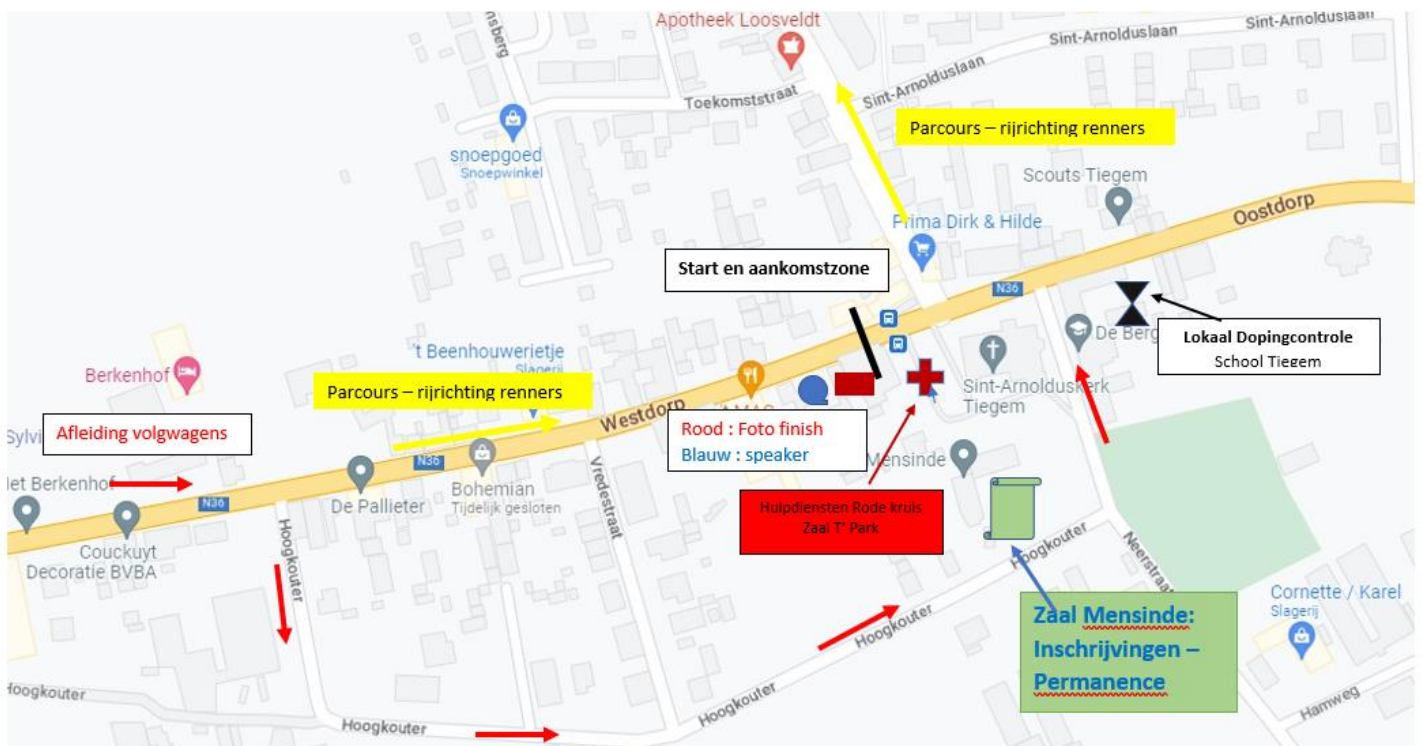 Apotheek Loosveldt
Sint-Arnolduslaan
Sint-Arnolduslaan
Sint-Arnolduslaan
nsberg
Toekomststraat
Parcours – rijrichting renners
snoepgoed
Snoepwinkel
Scouts Tiegem
Oostdorp
Prima Dirk & Hilde
Start en aankomstzone
N36
De Berg
Lokaal Dopingcontrole
School Tiegem
't Beenhouwerietje
Slagerij
Berkenhof
Parcours – rijrichting renners
Sint-Arnolduskerk
Tiegem
Westdorp
Afleiding volgwagens
Rood : Foto finish
Blauw : speaker
N36
Mensinde
Het Berkenhof
N36
De Pallieter
Bohemian
Tijdelijk gesloten
Vredestraat
Hulpdiensten Rode kruis
Zaal T' Park
Hoogkouter
Couckuyt
Decoratie BVBA
Hoogkouter
Neerstraat
Hoogkouter
Cornette / Karel
Slagerij
Zaal Mensinde:
Inschrijvingen –
Permanence
Hoogkouter
Hoogkouter
Hoogkouter
Hamweg